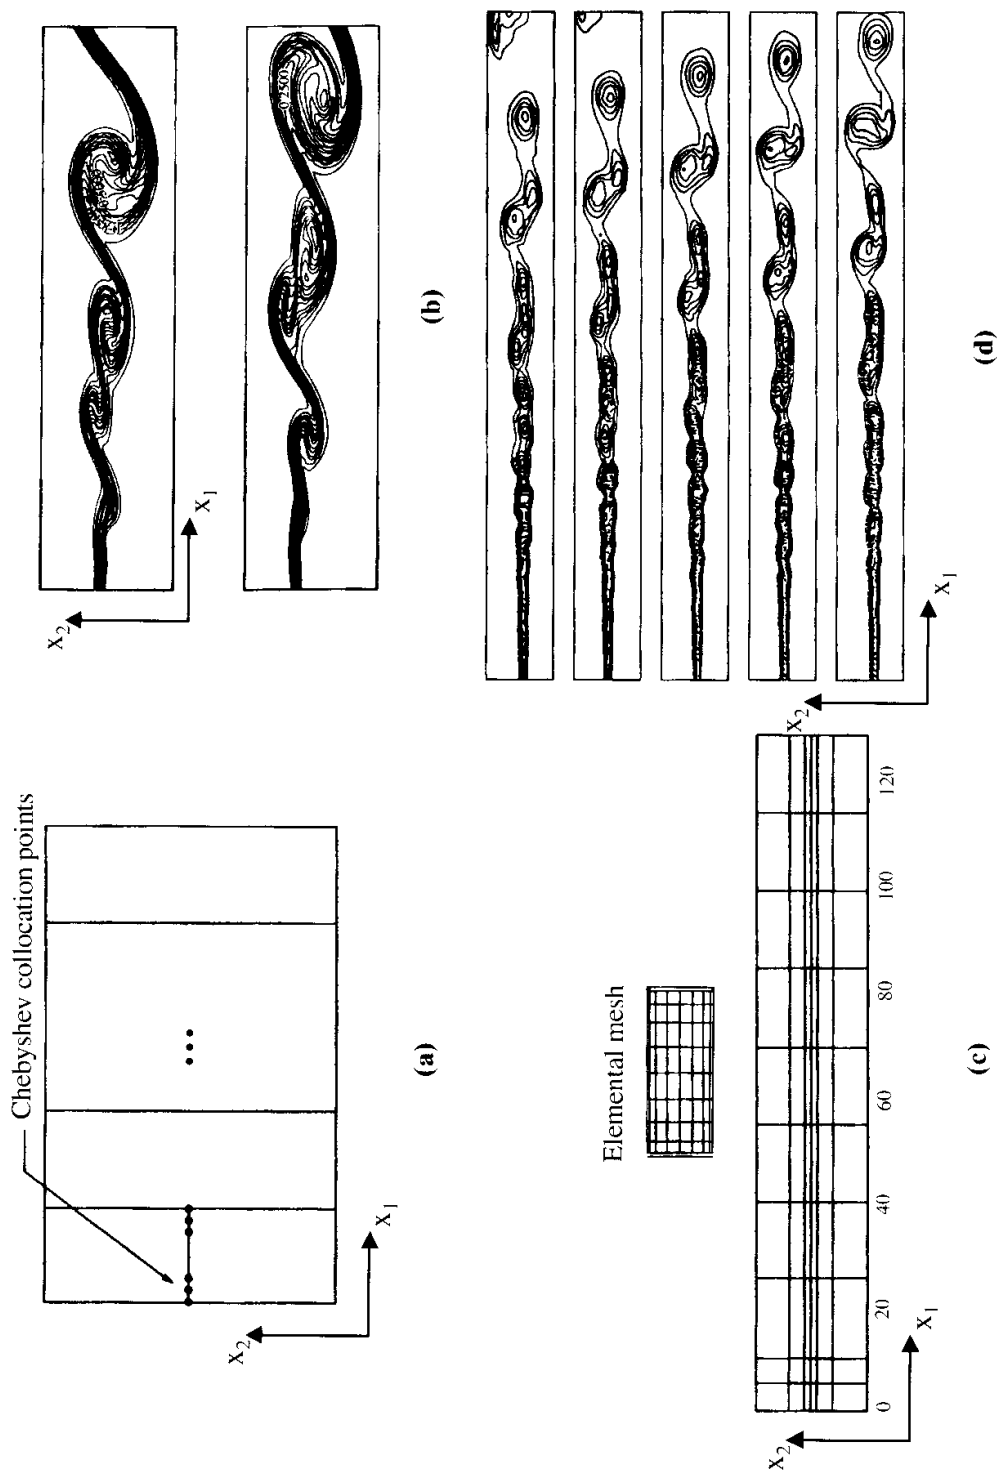 Chebyshev collocation points
x2
x1
(a)
x2
x1
0.2500
(b)
Elemental mesh
0 20 40 60 80 100 120
x2
x1
(c)
x2
x1
(d)